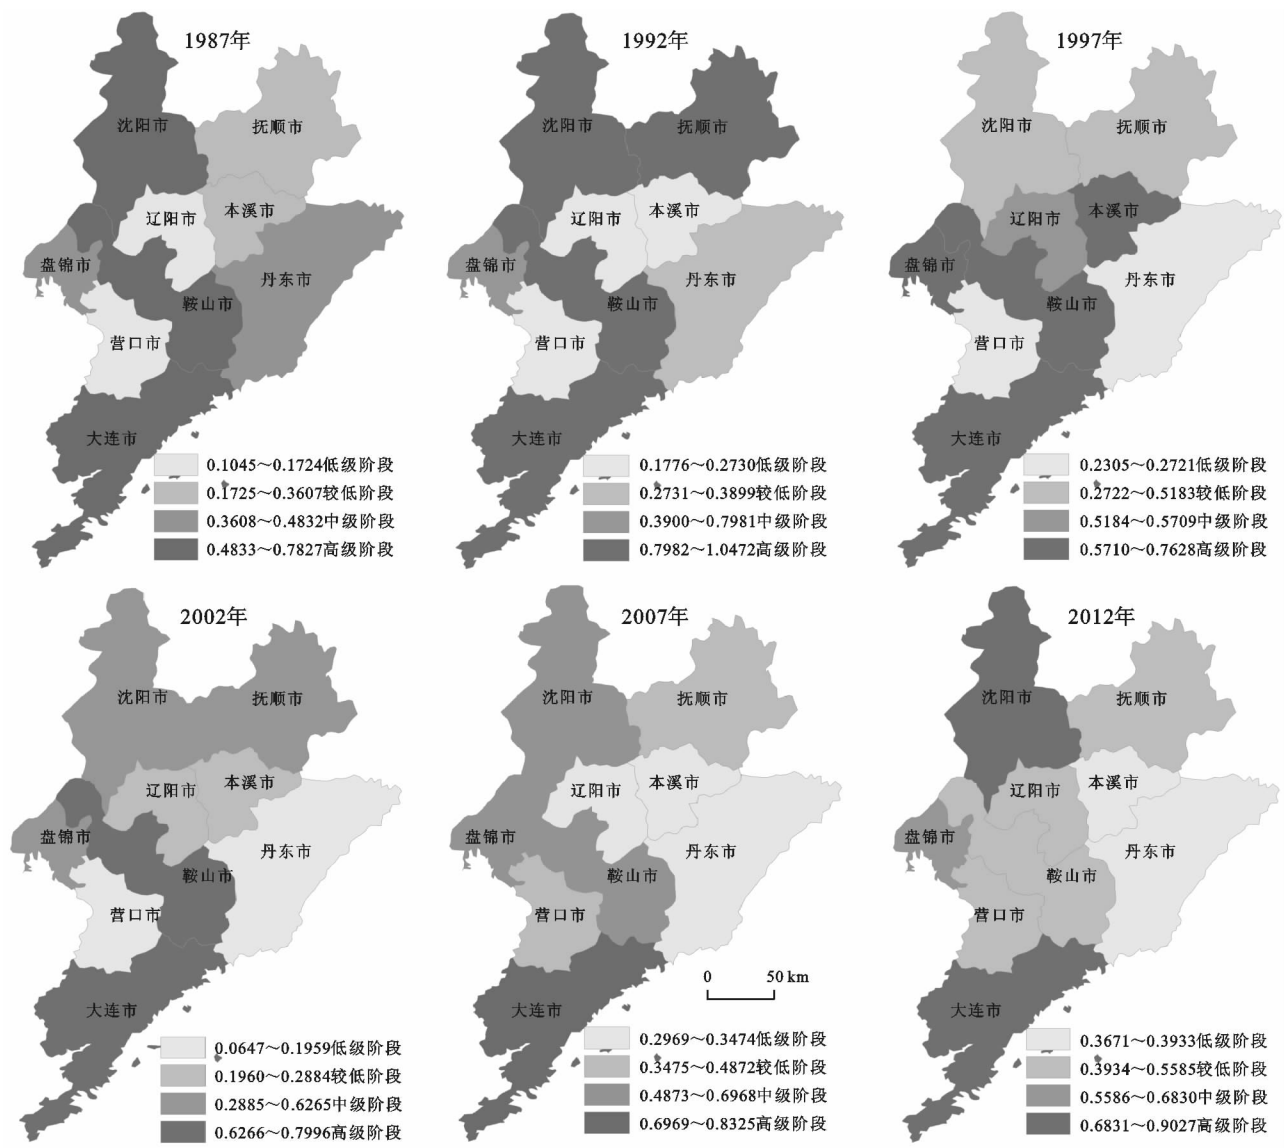 1987年
沈阳市
抚顺市
辽阳市
本溪市
盘锦市
丹东市
鞍山市
营口市
大连市
0.1045～0.1724低级阶段
0.1725～0.3607较低阶段
0.3608～0.4832中级阶段
0.4833～0.7827高级阶段
1992年
沈阳市
抚顺市
辽阳市
本溪市
盘锦市
丹东市
鞍山市
营口市
大连市
0.1776～0.2730低级阶段
0.2731～0.3899较低阶段
0.3900～0.7981中级阶段
0.7982～1.0472高级阶段
1997年
沈阳市
抚顺市
辽阳市
本溪市
盘锦市
丹东市
鞍山市
营口市
大连市
0.2305～0.2721低级阶段
0.2722～0.5183较低阶段
0.5184～0.5709中级阶段
0.5710～0.7628高级阶段
2002年
沈阳市
抚顺市
辽阳市
本溪市
盘锦市
丹东市
鞍山市
营口市
大连市
0.0647～0.1959低级阶段
0.1960～0.2884较低阶段
0.2885～0.6265中级阶段
0.6266～0.7996高级阶段
2007年
沈阳市
抚顺市
辽阳市
本溪市
盘锦市
丹东市
鞍山市
营口市
0 50 km
大连市
0.2969～0.3474低级阶段
0.3475～0.4872较低阶段
0.4873～0.6968中级阶段
0.6969～0.8325高级阶段
2012年
沈阳市
抚顺市
辽阳市
本溪市
盘锦市
丹东市
鞍山市
营口市
大连市
0.3671～0.3933低级阶段
0.3934～0.5585较低阶段
0.5586～0.6830中级阶段
0.6831～0.9027高级阶段